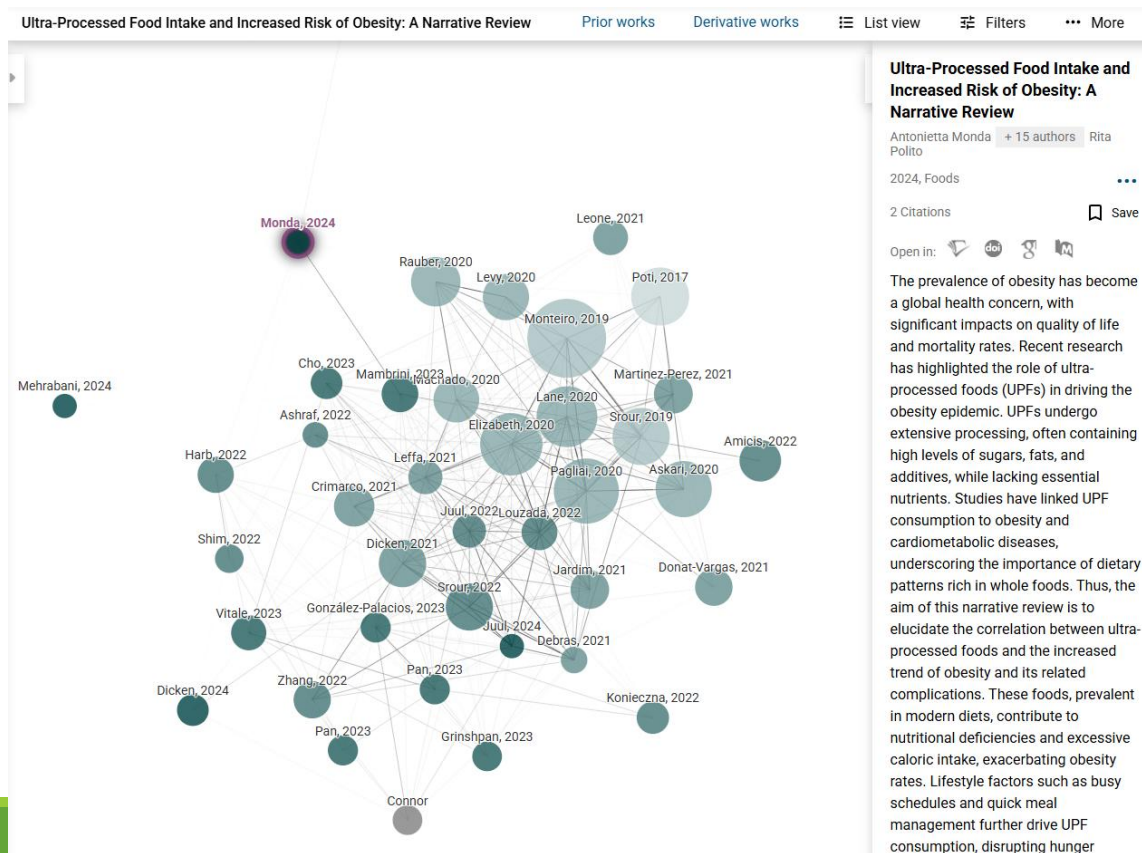 Ultra-Processed Food Intake and Increased Risk of Obesity: A Narrative Review
Prior works
Derivative works
List view
Filters
More
Monda, 2024
Leone, 2021
Rauber, 2020
Levy, 2020
Poti, 2017
Monteiro, 2019
Cho, 2023
Mambrini, 2023
Machado, 2020
Martinez-Perez, 2021
Mehrabani, 2024
Lane, 2020
Ashraf, 2022
Elizabeth, 2020
Srour, 2019
Amicis, 2022
Harb, 2022
Leffa, 2021
Pagliai, 2020
Askari, 2020
Crimarco, 2021
Juul, 2022
Louzada, 2022
Shim, 2022
Dicken, 2021
Jardim, 2021
Donat-Vargas, 2021
Srour, 2022
Vitale, 2023
González-Palacios, 2023
Juul, 2024
Debras, 2021
Dicken, 2024
Zhang, 2022
Pan, 2023
Konieczna, 2022
Pan, 2023
Grinshpan, 2023
Connor
Ultra-Processed Food Intake and
Increased Risk of Obesity: A
Narrative Review
Antonietta Monda + 15 authors Rita
Polito
2024, Foods
2 Citations
Save
Open in:
doi
The prevalence of obesity has become
a global health concern, with
significant impacts on quality of life
and mortality rates. Recent research
has highlighted the role of ultra-
processed foods (UPFs) in driving the
obesity epidemic. UPFs undergo
extensive processing, often containing
high levels of sugars, fats, and
additives, while lacking essential
nutrients. Studies have linked UPF
consumption to obesity and
cardiometabolic diseases,
underscoring the importance of dietary
patterns rich in whole foods. Thus, the
aim of this narrative review is to
elucidate the correlation between ultra-
processed foods and the increased
trend of obesity and its related
complications. These foods, prevalent
in modern diets, contribute to
nutritional deficiencies and excessive
caloric intake, exacerbating obesity
rates. Lifestyle factors such as busy
schedules and quick meal
management further drive UPF
consumption, disrupting hunger